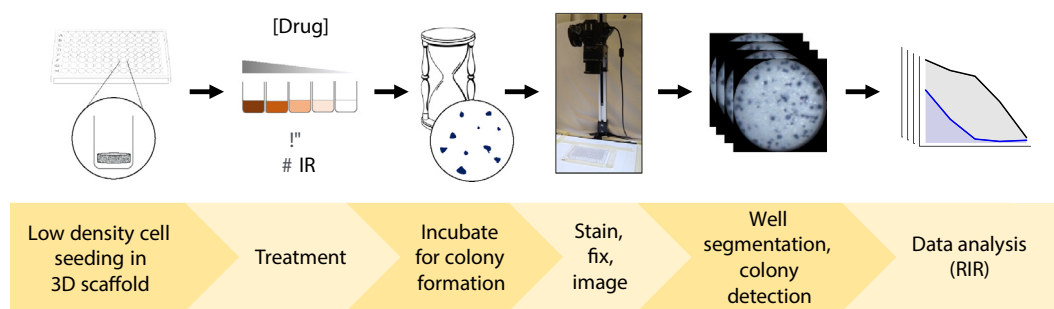 [Drug]
!"
# IR
Low density cell
seeding in
3D scaffold
Treatment
Incubate
for colony
formation
Stain,
fix,
image
Well
segmentation,
colony
detection
Data analysis
(RIR)